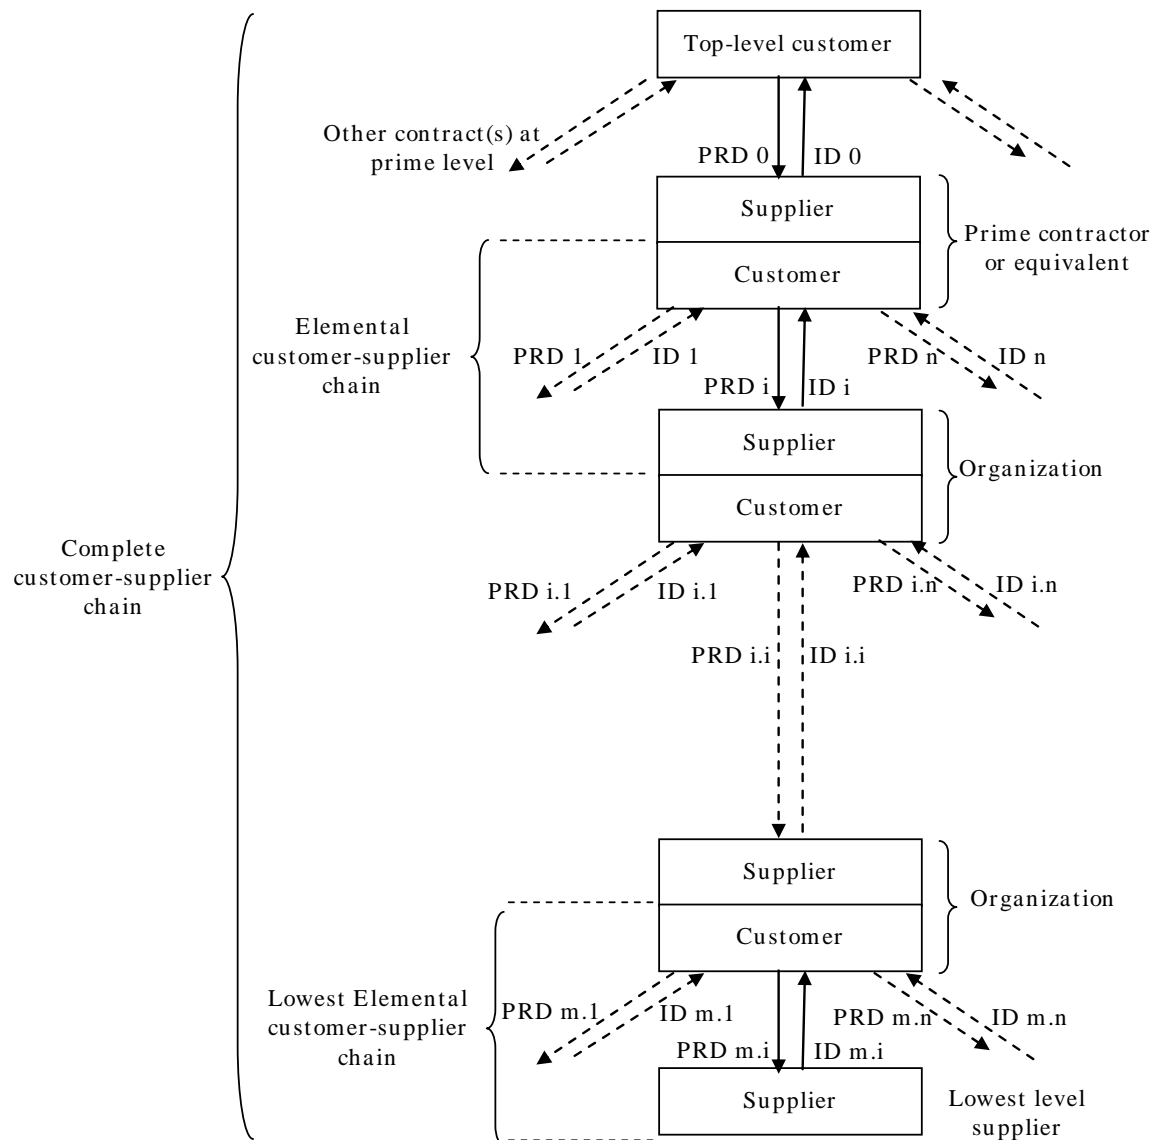 Top-level customer
Other contract(s) at
prime level
PRD 0
ID 0
Supplier
Customer
Prime contractor
or equivalent
Elemental
customer-supplier
chain
PRD 1
ID 1
PRD i
ID i
PRD n
ID n
Supplier
Customer
Organization
Complete
customer-supplier
chain
PRD i.1
ID i.1
PRD i.n
ID i.n
PRD i.i
ID i.i
Supplier
Customer
Organization
Lowest Elemental
customer-supplier
chain
PRD m.1
ID m.1
PRD m.i
ID m.i
PRD m.n
ID m.n
Supplier
Lowest level
supplier